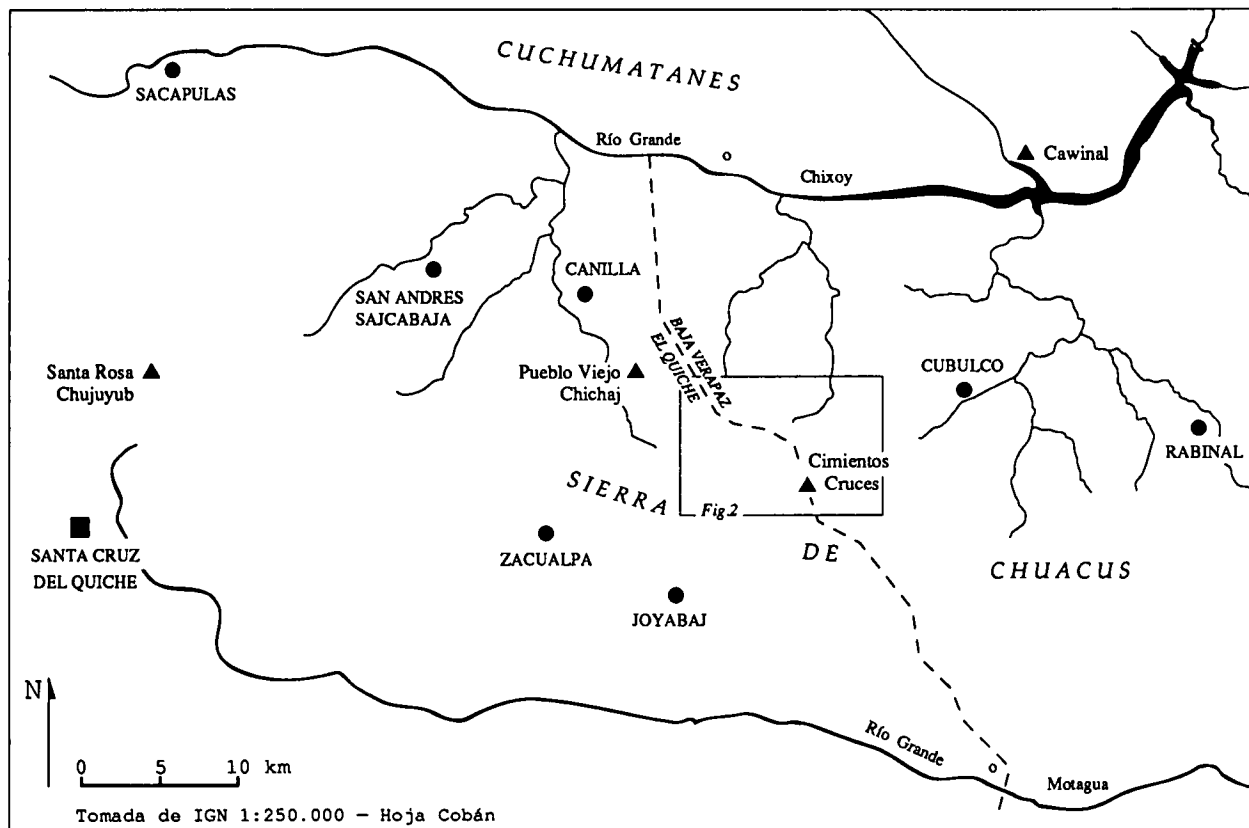 CUCHUMATANES
SACAPULAS
Río Grande
o
Cawinal
Chixoy
SAN ANDRES
SAJCABAJA
CANILLA
BAJA VERAPAZ
EL QUICHE
Santa Rosa
Chujuyub
Pueblo Viejo
Chichaj
CUBULCO
RABINAL
Cimientos
Cruces
SIERRA
Fig.2
DE
CHUACUS
SANTA CRUZ
DEL QUICHE
ZACUALPA
JOYABAJ
N
Río Grande
o
Motagua
0 5 10 km
Tomada de IGN 1:250.000 — Hoja Cobán